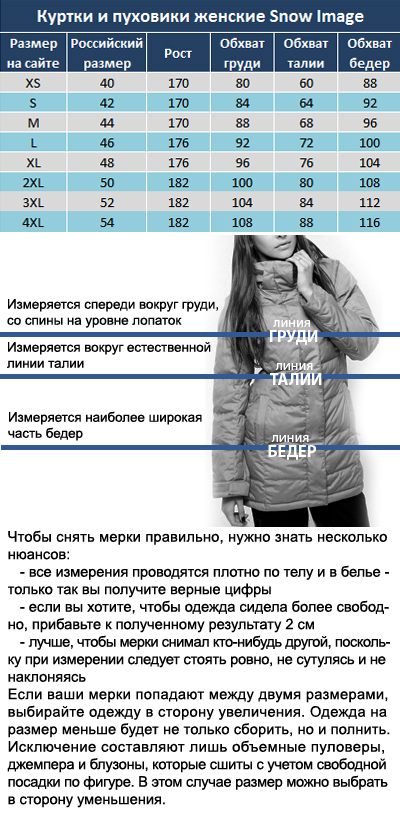 Куртки и пуховики женские Snow Image
Размер на сайте Российский размер Рост Обхват груди Обхват талии Обхват бедер
XS 40 170 80 60 88
S 42 170 84 64 92
M 44 170 88 68 96
L 46 176 92 72 100
XL 48 176 96 76 104
2XL 50 182 100 80 108
3XL 52 182 104 84 112
4XL 54 182 108 88 116
Измеряется спереди вокруг груди,
со спины на уровне лопаток
ЛИНИЯ
ГРУДИ
Измеряется вокруг естественной
линии талии
ЛИНИЯ
ТАЛИИ
Измеряется наиболее широкая
часть бедер
ЛИНИЯ
БЕДЕР
Чтобы снять мерки правильно, нужно знать несколько
нюансов:
- все измерения проводятся плотно по телу и в белье -
только так вы получите верные цифры
- если вы хотите, чтобы одежда сидела более свобод-
но, прибавьте к полученному результату 2 см
- лучше, чтобы мерки снимал кто-нибудь другой, посколь-
ку при измерении следует стоять ровно, не сутулясь и не
наклоняясь
Если ваши мерки попадают между двумя размерами,
выбирайте одежду в сторону увеличения. Одежда на
размер меньше будет не только сборить, но и полнить.
Исключение составляют лишь объемные пуловеры,
джемпера и блузоны, которые сшиты с учетом свободной
посадки по фигуре. В этом случае размер можно выбрать
в сторону уменьшения.